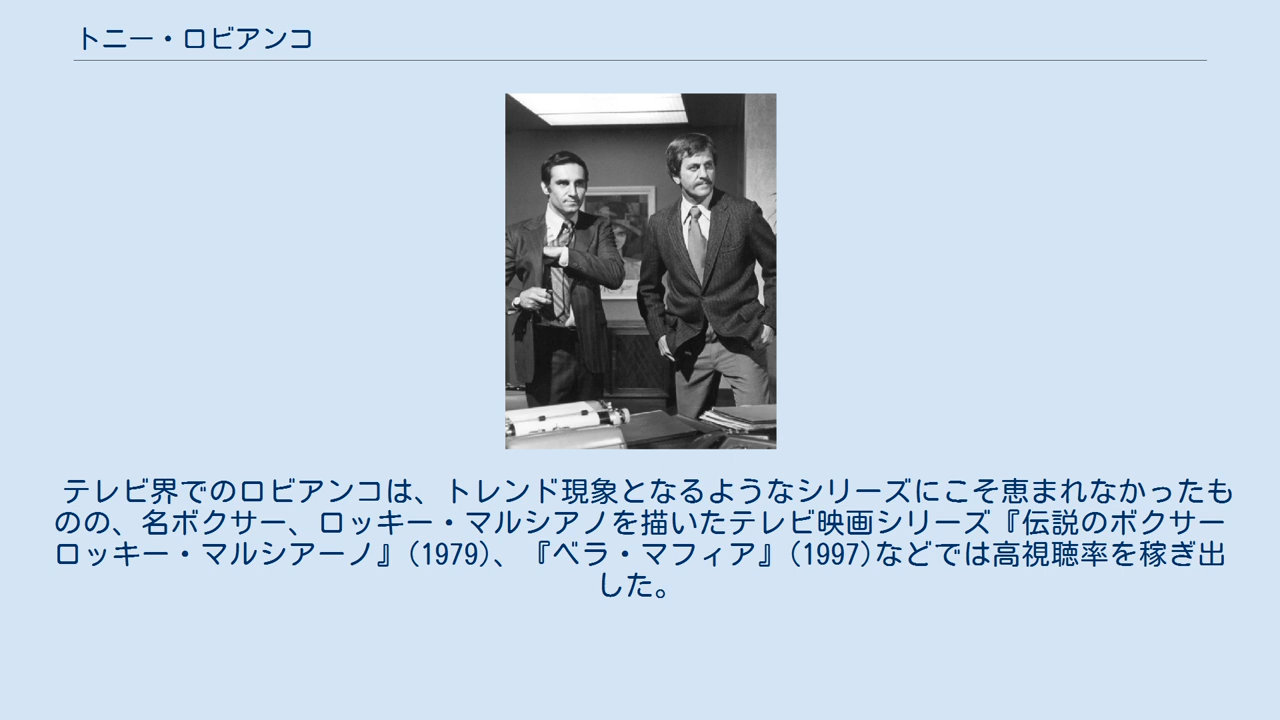 トニー・ロビアンコ
テレビ界でのロビアンコは、トレンド現象となるようなシリーズにこそ恵まれなかったも
のの、名ボクサー、ロッキー・マルシアノを描いたテレビ映画シリーズ『伝説のボクサー
ロッキー・マルシアーノ』(1979)、『ベラ・マフィア』(1997)などでは高視聴率を稼ぎ出
した。